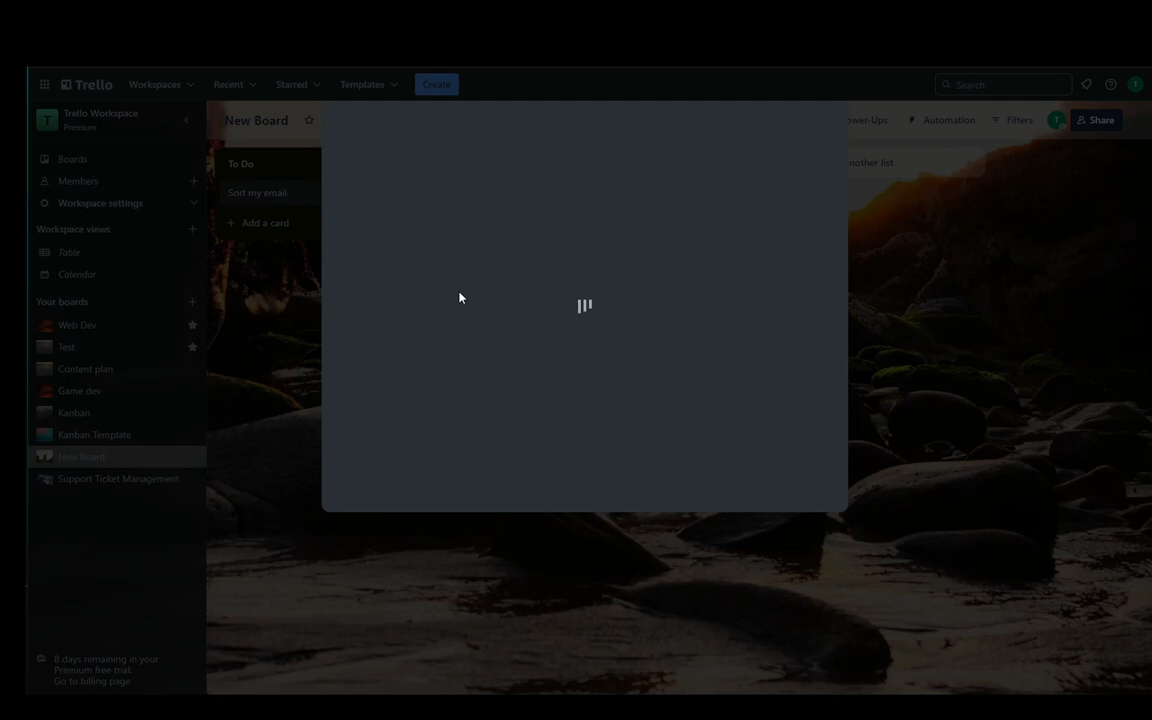 Trello
Workspaces
Recent
Starred
Templates
Create
Search
T
T
Trello Workspace
Premium
New Board
ower-Ups
Automation
Filters
T
Share
Boards
Members
Workspace settings
Workspace views
Table
Calendar
Your boards
Web Dev
Test
Content plan
Game dev
Kanban
Kanban Template
New Board
Support Ticket Management
8 days remaining in your
Premium free trial.
Go to billing page
To Do
Sort my email
Add a card
nother list